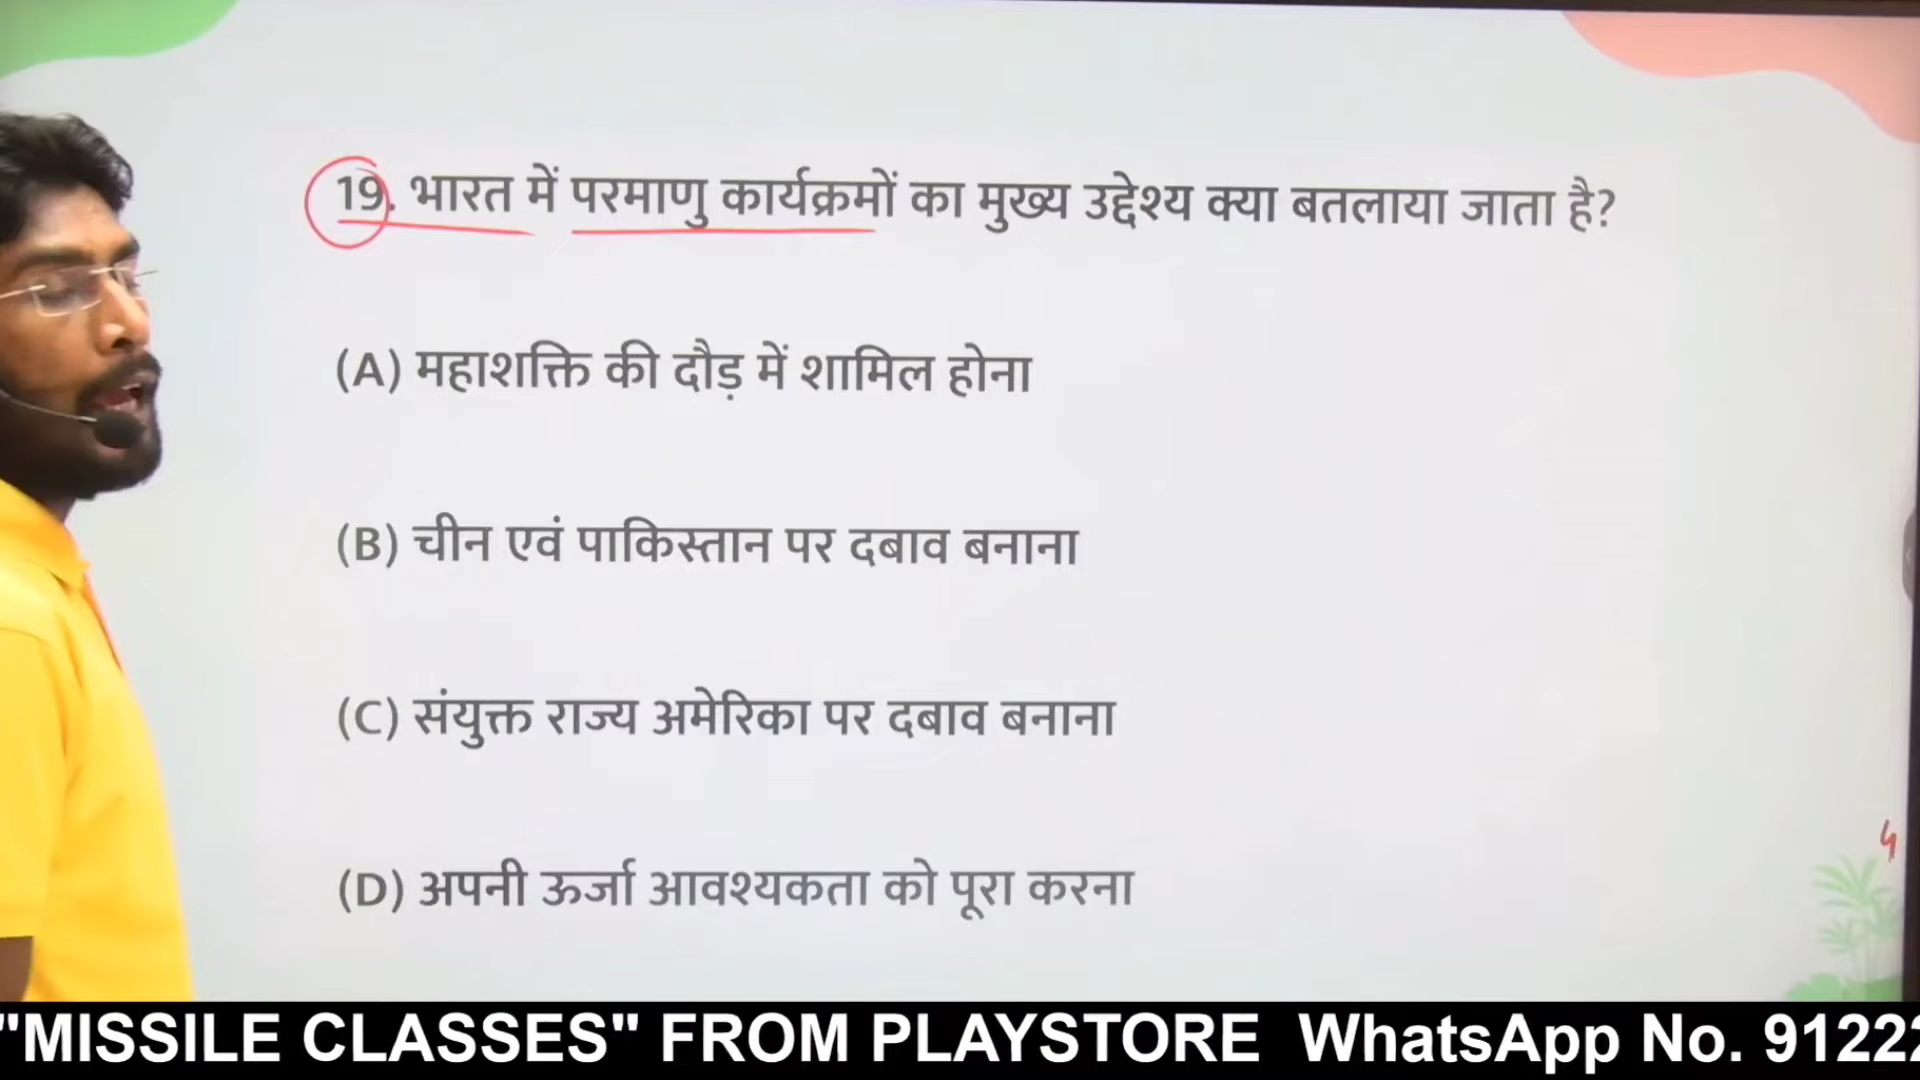 19. भारत में परमाणु कार्यक्रमों का मुख्य उद्देश्य क्या बतलाया जाता है?
(A) महाशक्ति की दौड़ में शामिल होना
(B) चीन एवं पाकिस्तान पर दबाव बनाना
(C) संयुक्त राज्य अमेरिका पर दबाव बनाना
(D) अपनी ऊर्जा आवश्यकता को पूरा करना
"MISSILE CLASSES" FROM PLAYSTORE WhatsApp No. 91222